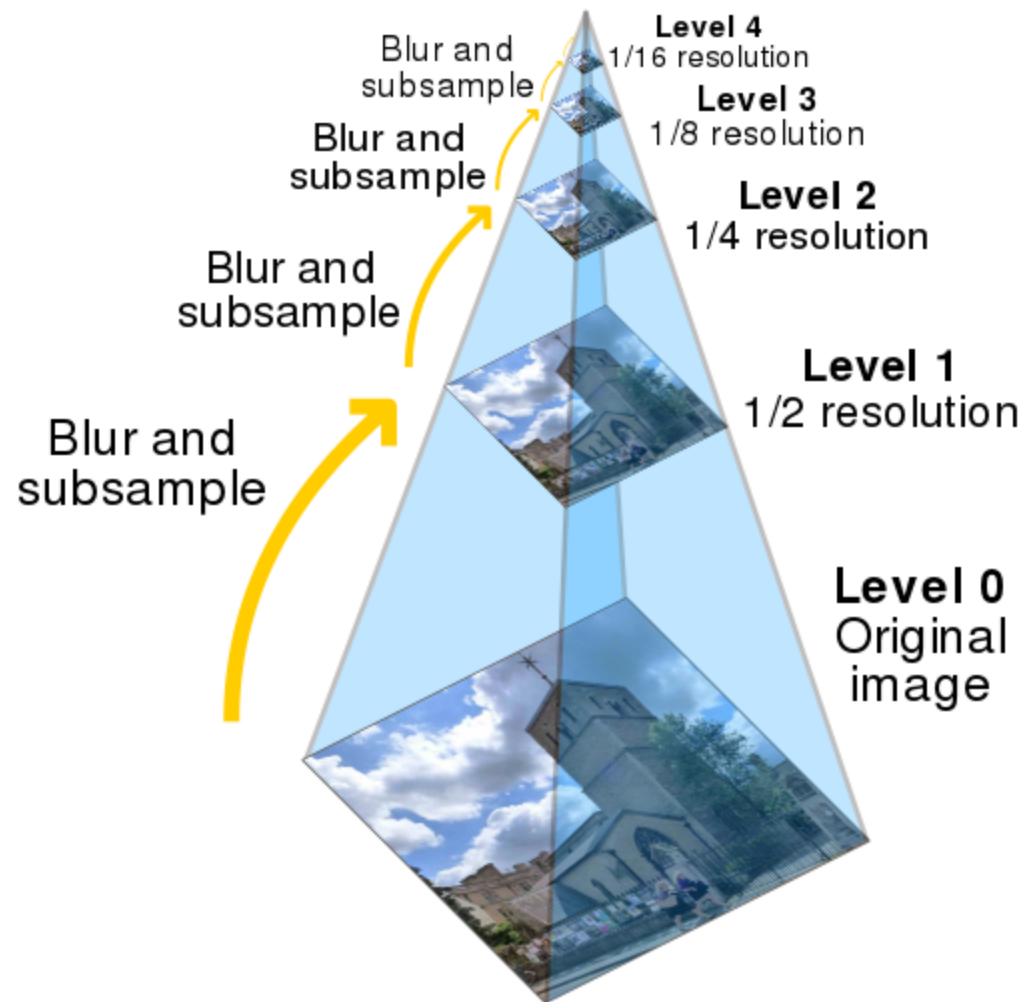 Level 4
1/16 resolution
Blur and
subsample
Level 3
1/8 resolution
Blur and
subsample
Level 2
1/4 resolution
Blur and
subsample
Level 1
1/2 resolution
Blur and
subsample
Level 0
Original
image